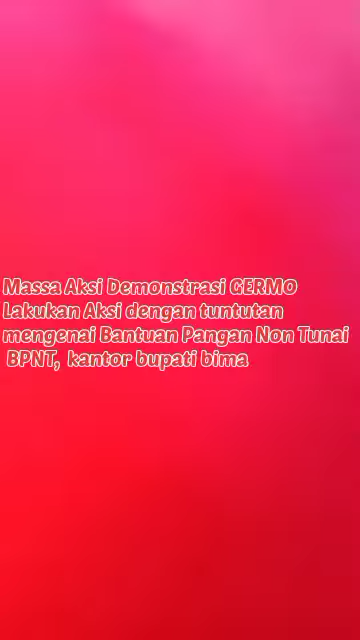 Massa Aksi Demonstrasi GERMO
Lakukan Aksi dengan tuntutan
mengenai Bantuan Pangan Non Tunai
BPNT, kantor bupati bima